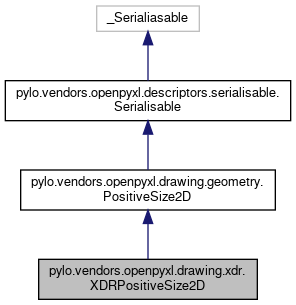 _Serialiasable
pylo.vendors.openpyxl.descriptors.serialisable.
Serialisable
pylo.vendors.openpyxl.drawing.geometry.
PositiveSize2D
pylo.vendors.openpyxl.drawing.xdr.
XDRPositiveSize2D